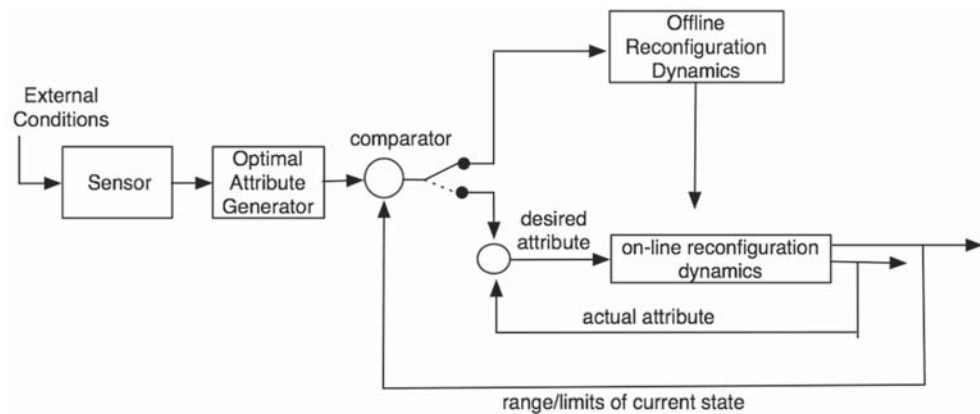 Offline
Reconfiguration
Dynamics
External
Conditions
comparator
Sensor
Optimal
Attribute
Generator
desired
attribute
on-line reconfiguration
dynamics
actual attribute
range/limits of current state